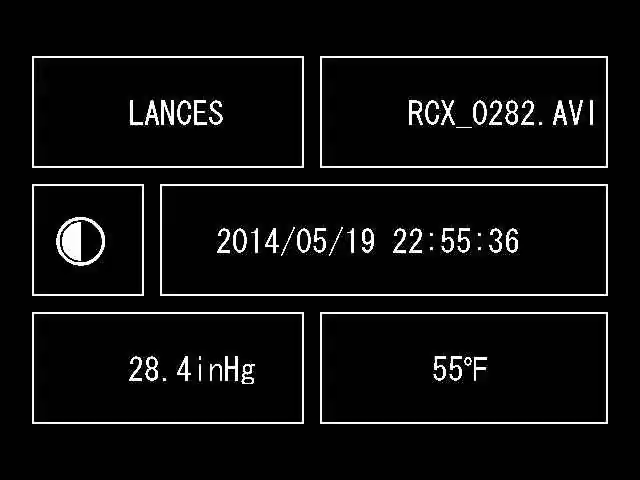 LANCES
RCX_0282.AVI
2014/05/19 22:55:36
28.4inHg
55°F